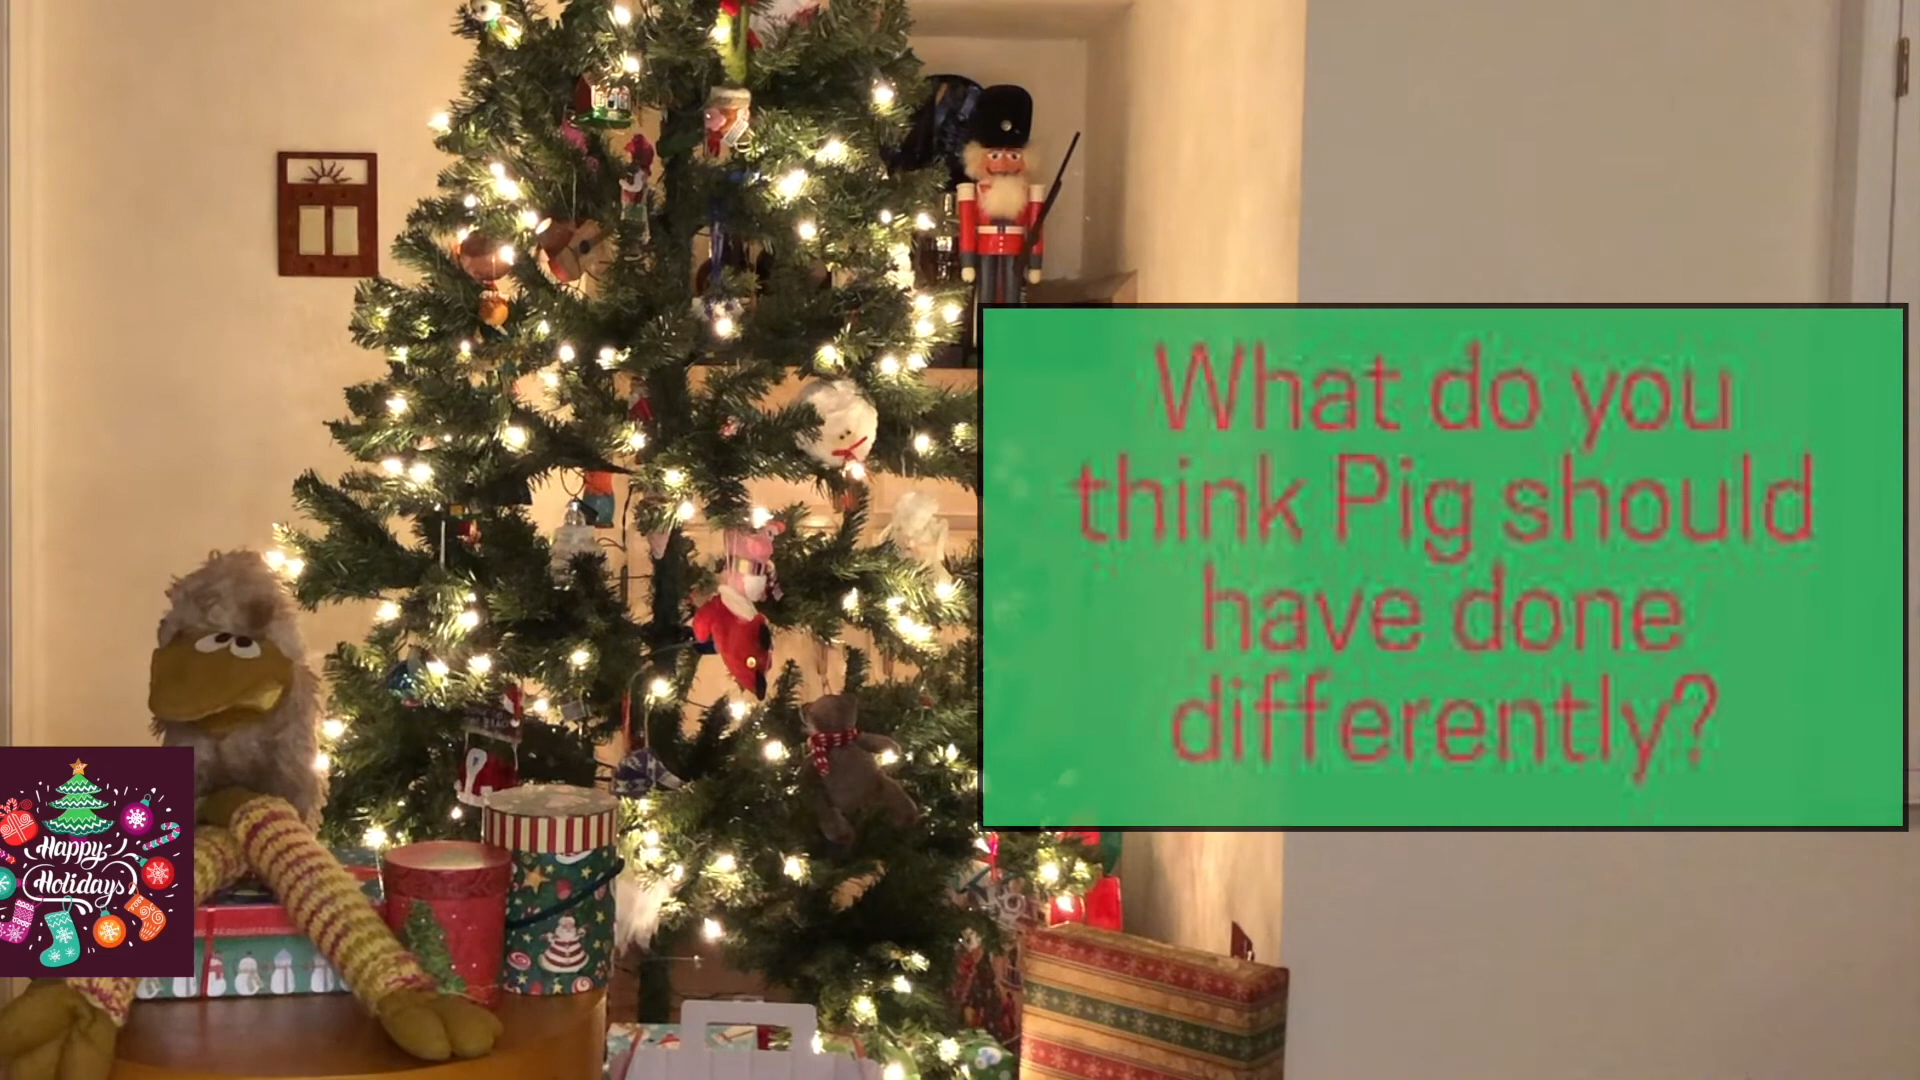 What do you
think Pig should
have done
differently?
Happy
Holidays